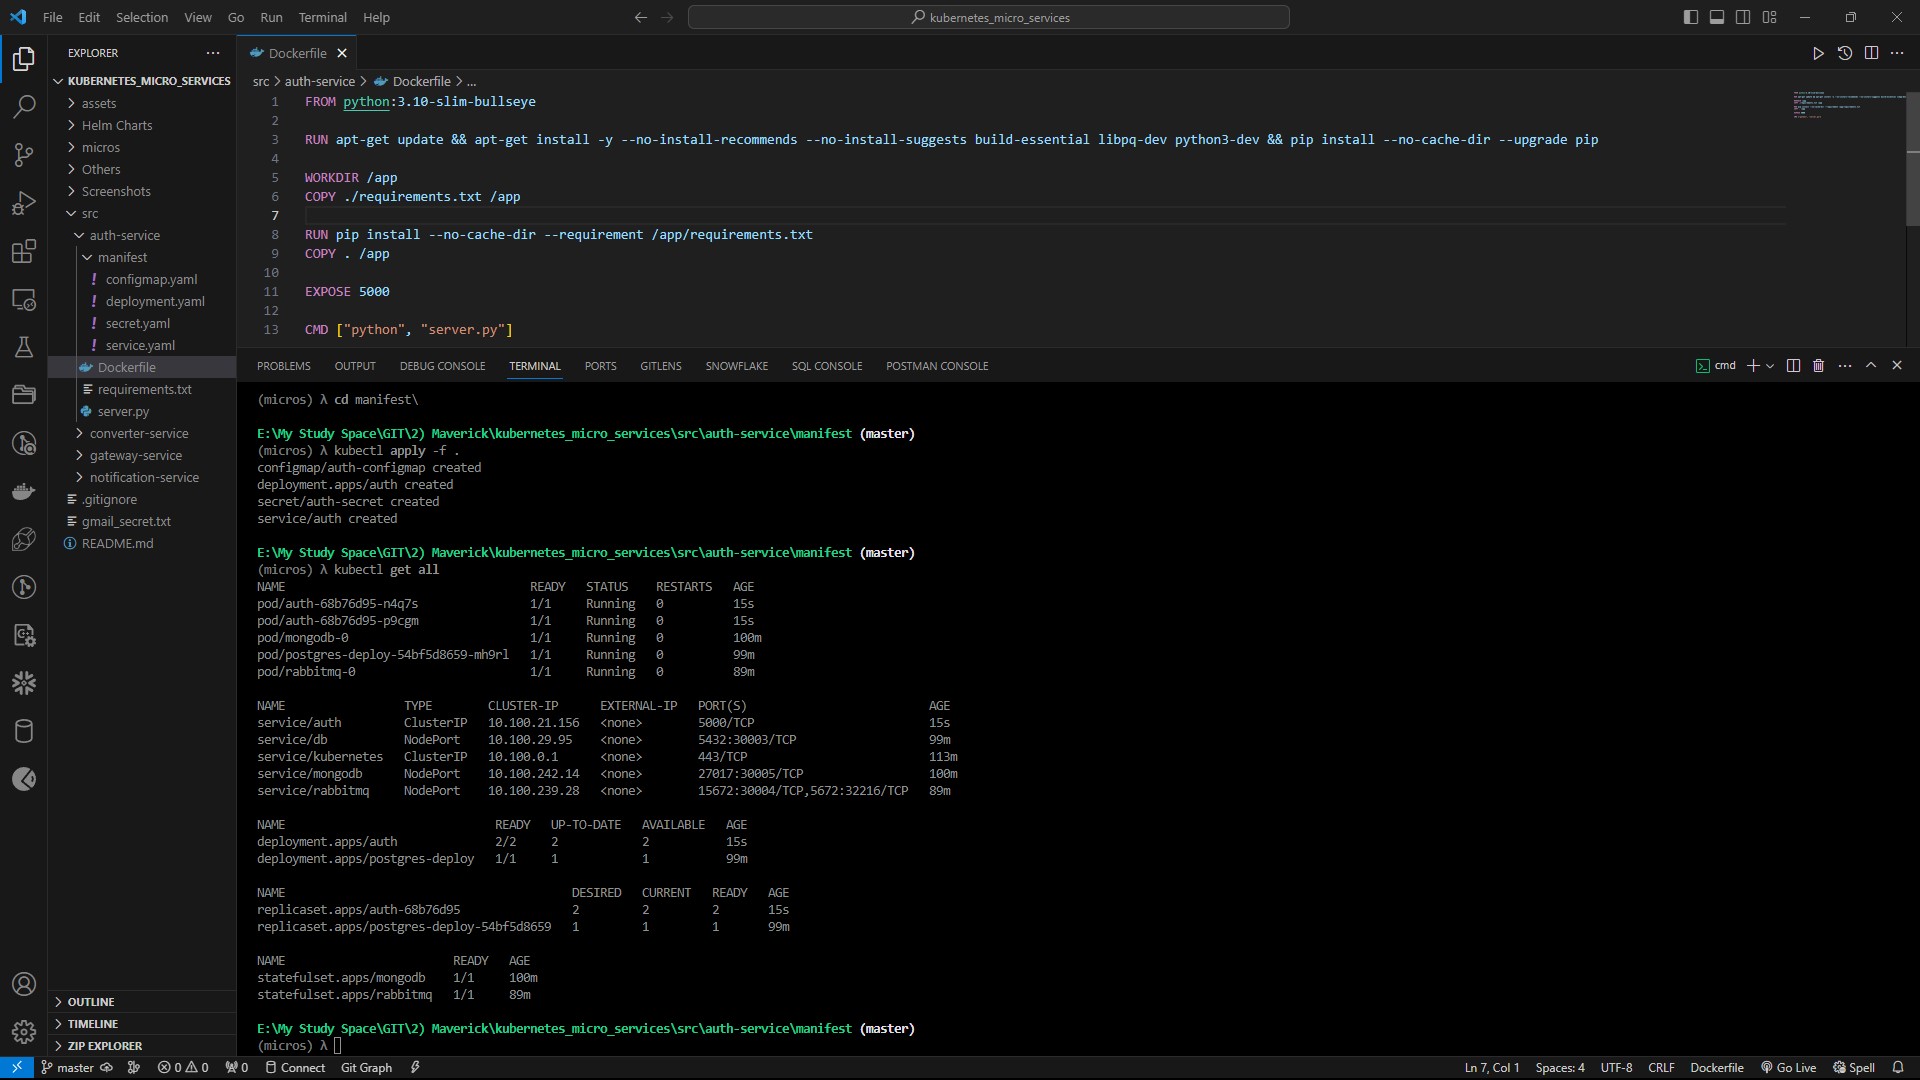 File Edit Selection View Go Run Terminal Help
kubernetes_micro_services
EXPLORER
KUBERNETES_MICRO_SERVICES
assets
Helm Charts
micros
Others
Screenshots
src
auth-service
manifest
! configmap.yaml
! deployment.yaml
! secret.yaml
! service.yaml
Dockerfile
requirements.txt
server.py
converter-service
gateway-service
notification-service
.gitignore
gmail_secret.txt
README.md
OUTLINE
TIMELINE
ZIP EXPLORER
Dockerfile
src > auth-service > Dockerfile > ...
1 FROM python:3.10-slim-bullseye
2
3 RUN apt-get update && apt-get install -y --no-install-recommends --no-install-suggests build-essential libpq-dev python3-dev && pip install --no-cache-dir --upgrade pip
4
5 WORKDIR /app
6 COPY ./requirements.txt /app
7
8 RUN pip install --no-cache-dir --requirement /app/requirements.txt
9 COPY . /app
10
11 EXPOSE 5000
12
13 CMD ["python", "server.py"]
PROBLEMS OUTPUT DEBUG CONSOLE TERMINAL PORTS GITLENS SNOWFLAKE SQL CONSOLE POSTMAN CONSOLE
cmd
(micros) λ cd manifest\
E:\My Study Space\GIT\2) Maverick\kubernetes_micro_services\src\auth-service\manifest (master)
(micros) λ kubectl apply -f .
configmap/auth-configmap created
deployment.apps/auth created
secret/auth-secret created
service/auth created
E:\My Study Space\GIT\2) Maverick\kubernetes_micro_services\src\auth-service\manifest (master)
(micros) λ kubectl get all
NAME READY STATUS RESTARTS AGE
pod/auth-68b76d95-n4q7s 1/1 Running 0 15s
pod/auth-68b76d95-p9cgm 1/1 Running 0 15s
pod/mongodb-0 1/1 Running 0 100m
pod/postgres-deploy-54bf5d8659-mh9rl 1/1 Running 0 99m
pod/rabbitmq-0 1/1 Running 0 89m
NAME TYPE CLUSTER-IP EXTERNAL-IP PORT(S) AGE
service/auth ClusterIP 10.100.21.156 <none> 5000/TCP 15s
service/db NodePort 10.100.29.95 <none> 5432:30003/TCP 99m
service/kubernetes ClusterIP 10.100.0.1 <none> 443/TCP 113m
service/mongodb NodePort 10.100.242.14 <none> 27017:30005/TCP 100m
service/rabbitmq NodePort 10.100.239.28 <none> 15672:30004/TCP,5672:32216/TCP 89m
NAME READY UP-TO-DATE AVAILABLE AGE
deployment.apps/auth 2/2 2 2 15s
deployment.apps/postgres-deploy 1/1 1 1 99m
NAME DESIRED CURRENT READY AGE
replicaset.apps/auth-68b76d95 2 2 2 15s
replicaset.apps/postgres-deploy-54bf5d8659 1 1 1 99m
NAME READY AGE
statefulset.apps/mongodb 1/1 100m
statefulset.apps/rabbitmq 1/1 89m
E:\My Study Space\GIT\2) Maverick\kubernetes_micro_services\src\auth-service\manifest (master)
(micros) λ
master 0 0 0 Connect Git Graph Ln 7, Col 1 Spaces: 4 UTF-8 CRLF Dockerfile Go Live Spell